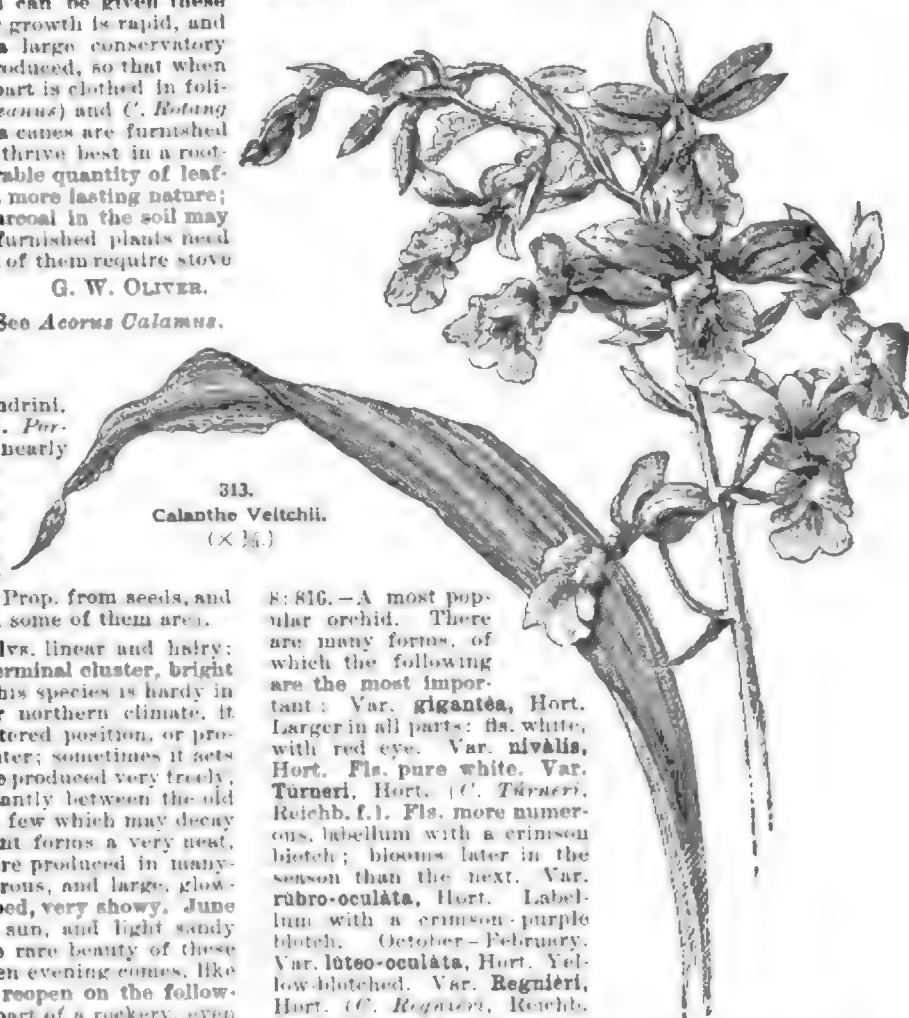 can be given these
growth is rapid, and
a large conservatory
roduced, so that when
part is clothed in foli-
zanus) and C. Rotang
a canes are furnished
thrive best in a root-
rable quantity of leaf-
more lasting nature;
arcoal in the soil may
furnished plants need
of them require stove
G. W. OLIVER.
See Acorus Calamus.
ndrini,
Por-
nearly
313.
Calanthe Veitchii.
Prop. from seeds, and
some of them are
lvs. linear and hairy:
erminal cluster, bright
his species is hardy in
r northern climate, it
tered position, or pro-
nter; sometimes it sets
e produced very freely,
antly between the old
few which may decay
nt forms a very neat,
re produced in many-
rous, and large, glow-
ped, very showy. June
sun, and light sandy
rare beauty of these
en evening comes, like
reopen on the follow-
part of a rockery, even
8:816.—A most pop-
ular orchid. There
are many forms, of
which the following
are the most impor-
tant: Var. gigantèa, Hort.
Larger in all parts: fls. white,
with red eye. Var. nivàlis,
Hort. Fls. pure white. Var.
Túrneri, Hort. (C. Túrneri,
Reichb. f.). Fls. more numer-
ous, labellum with a crimson
blotch; blooms later in the
season than the next. Var.
rùbro-oculàta, Hort. Label-
lum with a crimson-purple
blotch. October–February.
Var. lùteo-oculàta, Hort. Yel-
low-blotched. Var. Regnièri,
Hort. (C. Regnieri, Reichb.